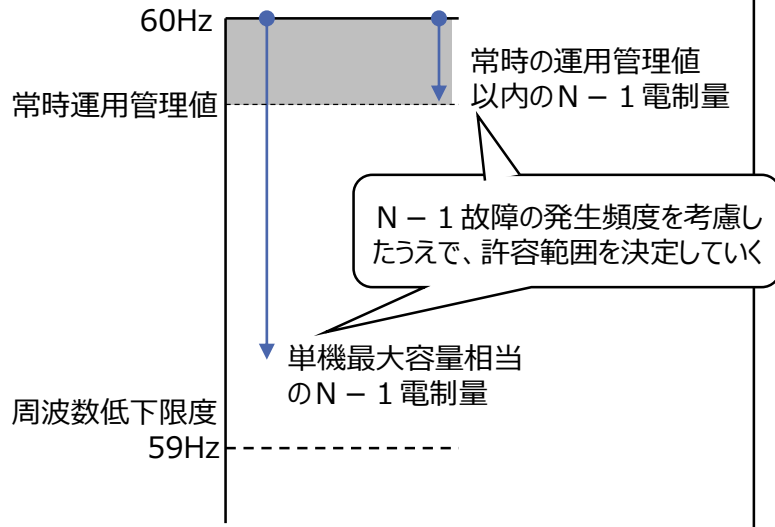 60Hz
常時の運用管理値
以内のN－1電制量
常時運用管理値
N－1故障の発生頻度を考慮し
たうえで、許容範囲を決定していく
単機最大容量相当
のN－1電制量
周波数低下限度
59Hz